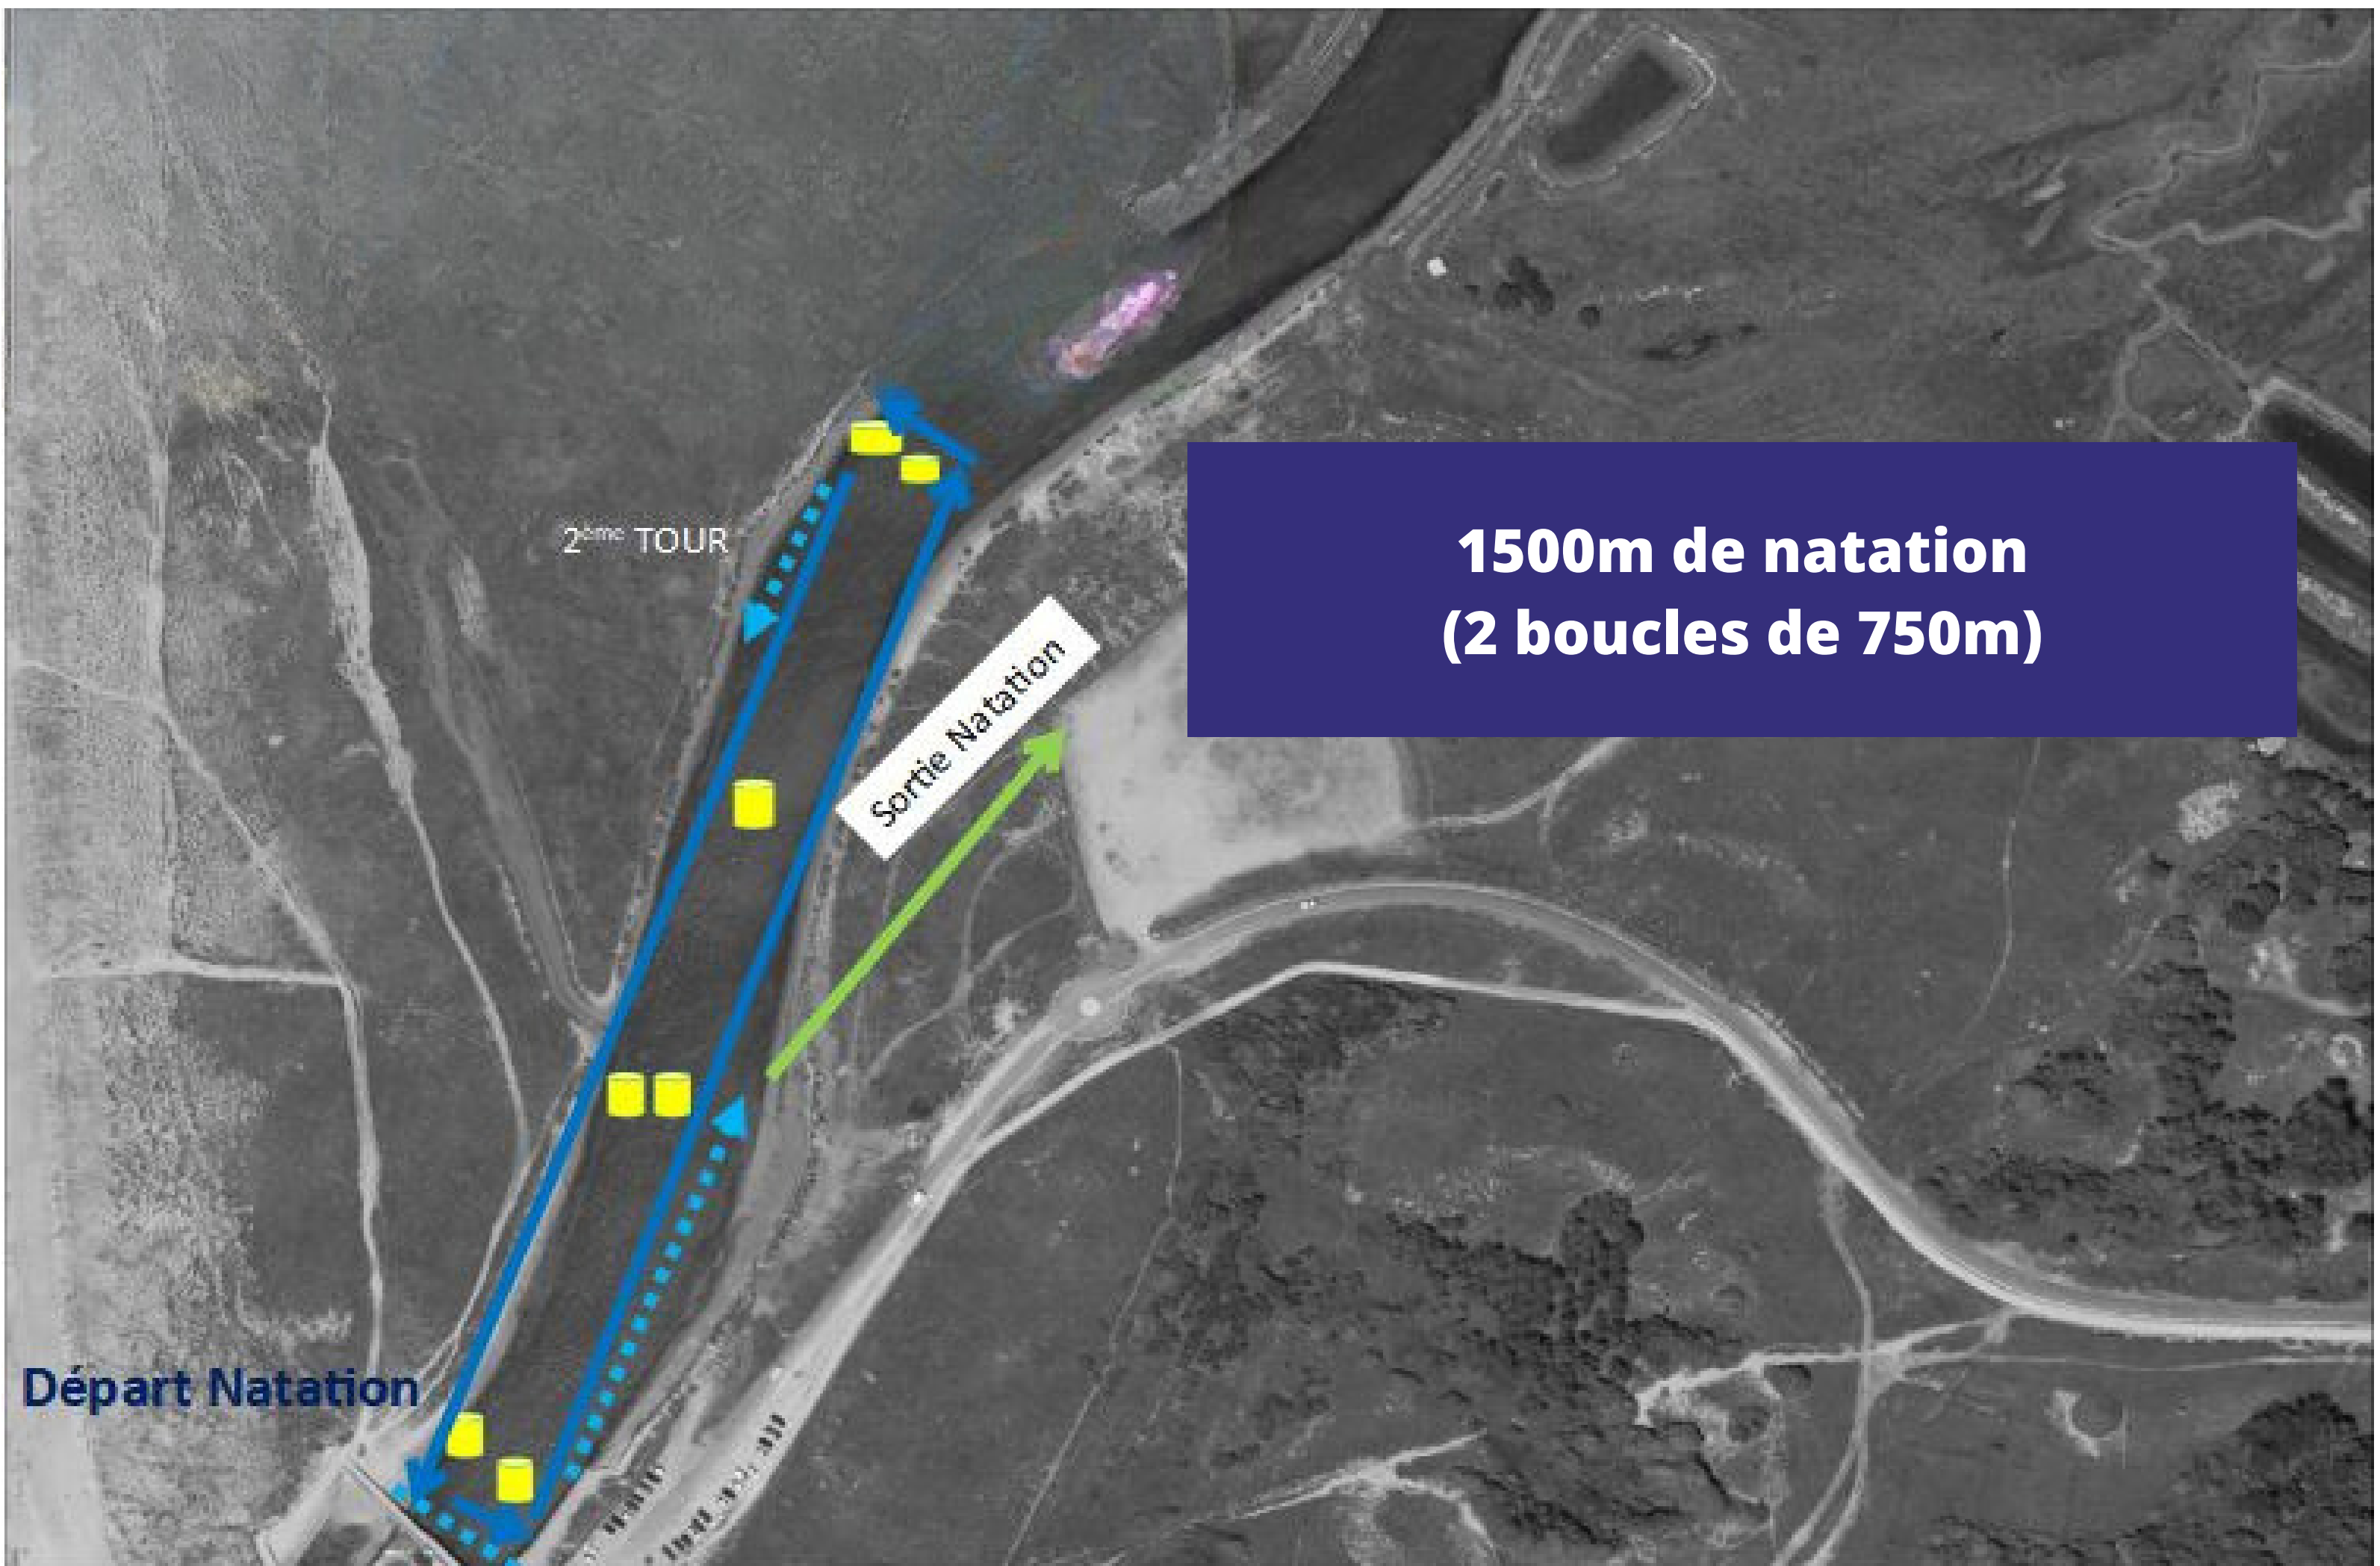 1500m de natation
(2 boucles de 750m)
2ème TOUR
Sortie Natation
Départ Natation